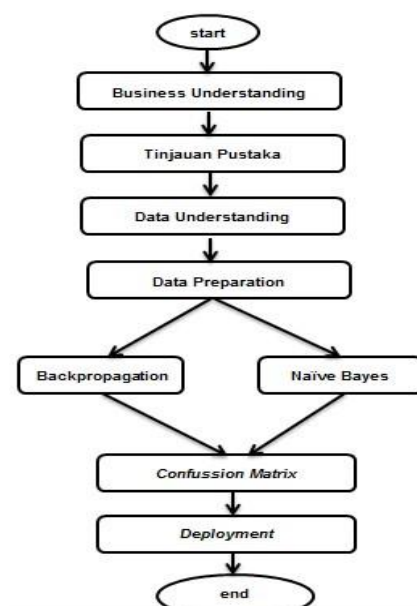 start
Business Understanding
Tinjauan Pustaka
Data Understanding
Data Preparation
Backpropagation
Naïve Bayes
Confussion Matrix
Deployment
end